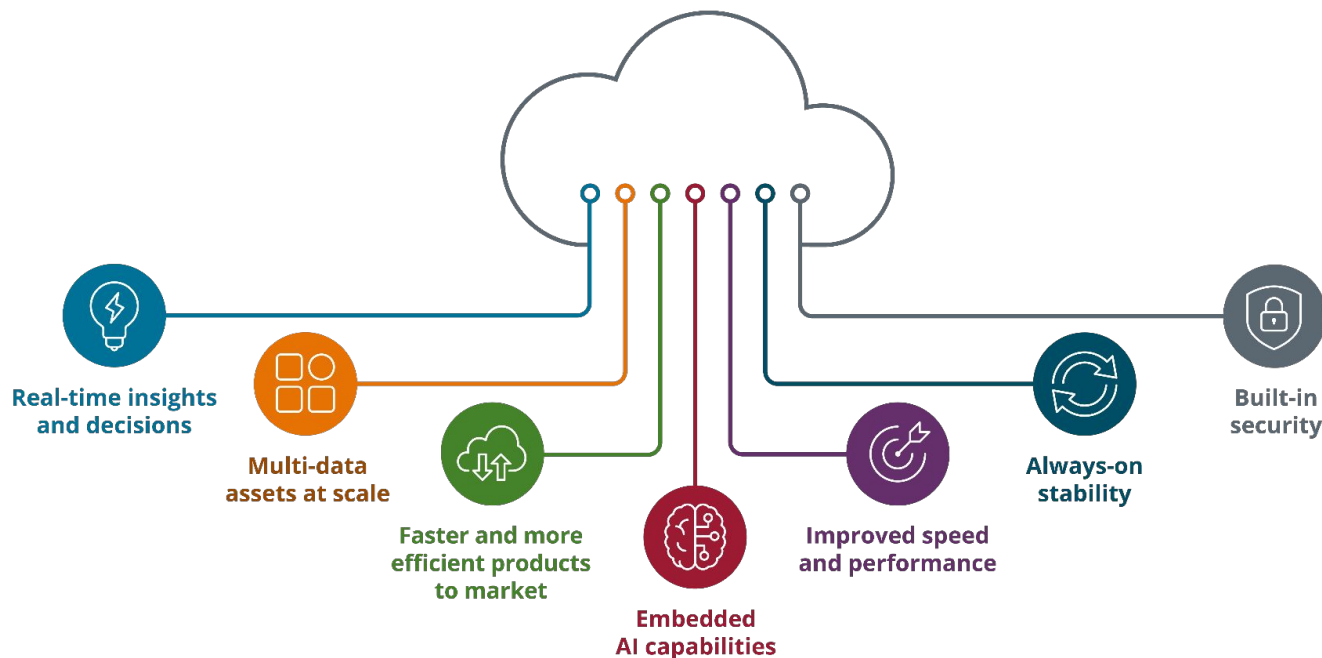 Real-time insights
and decisions
Multi-data
assets at scale
Faster and more
efficient products
to market
Embedded
AI capabilities
Improved speed
and performance
Always-on
stability
Built-in
security